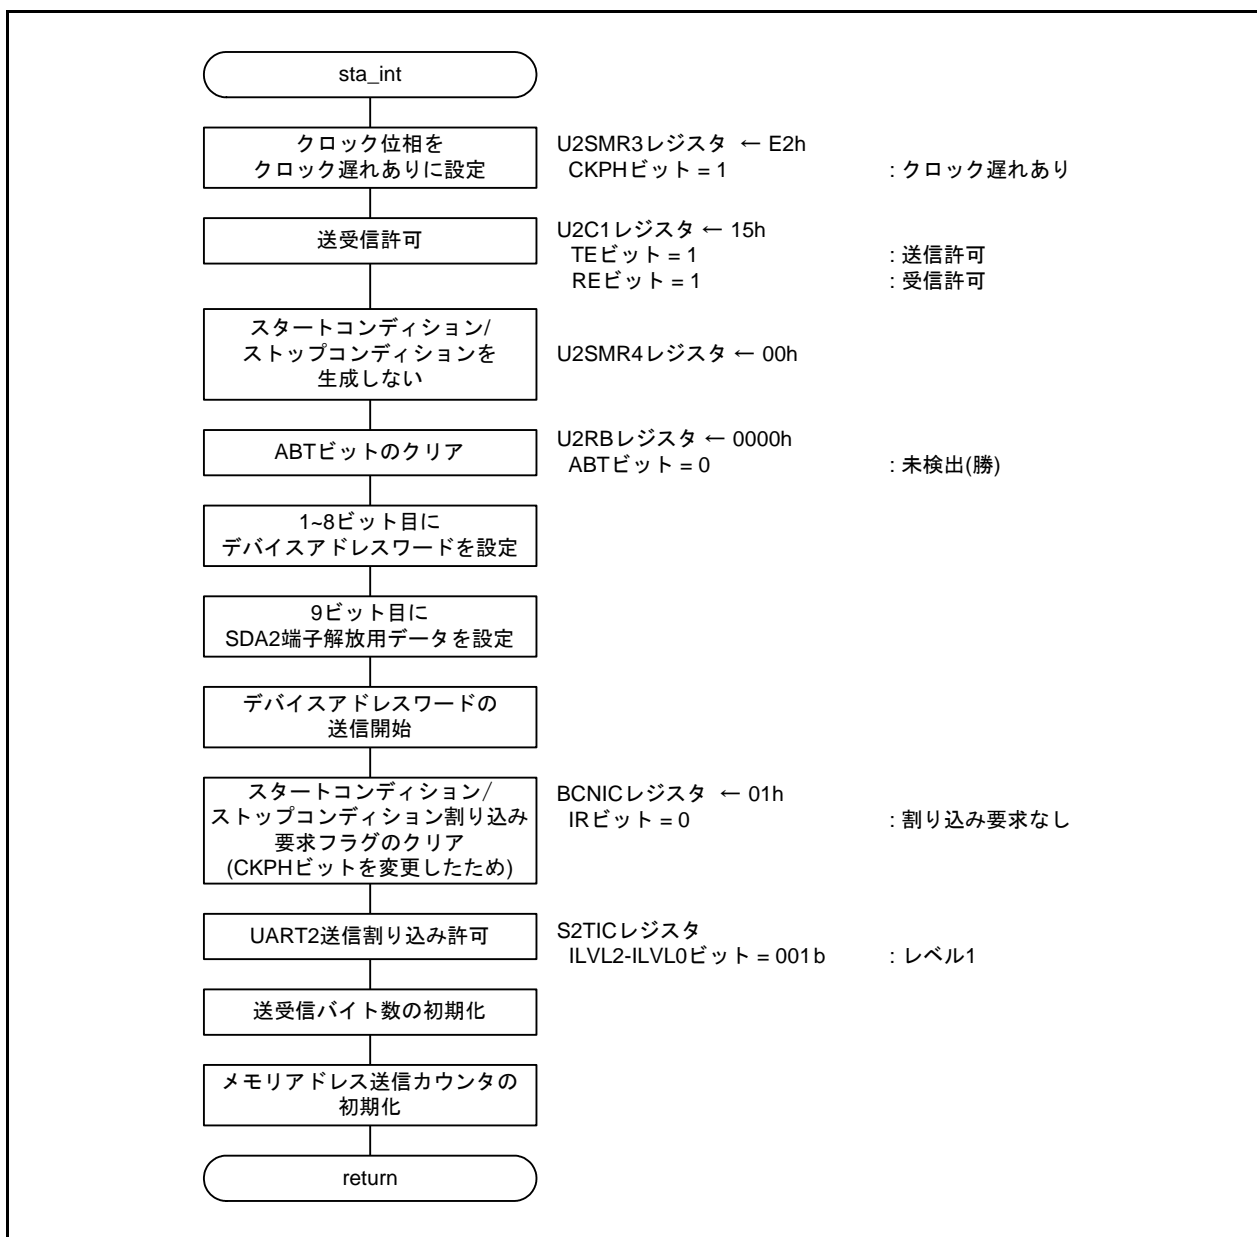 sta_int
クロック位相を
クロック遅れありに設定
U2SMR3レジスタ ← E2h
CKPHビット = 1 : クロック遅れあり
送受信許可
U2C1レジスタ ← 15h
TEビット = 1 : 送信許可
REビット = 1 : 受信許可
スタートコンディション/
ストップコンディションを
生成しない
U2SMR4レジスタ ← 00h
ABTビットのクリア
U2RBレジスタ ← 0000h
ABTビット = 0 : 未検出(勝)
1~8ビット目に
デバイスアドレスワードを設定
9ビット目に
SDA2端子解放用データを設定
デバイスアドレスワードの
送信開始
スタートコンディション/
ストップコンディション割り込み
要求フラグのクリア
(CKPHビットを変更したため)
BCNICレジスタ ← 01h
IRビット = 0 : 割り込み要求なし
UART2送信割り込み許可
S2TICレジスタ
ILVL2-ILVL0ビット = 001b : レベル1
送受信バイト数の初期化
メモリアドレス送信カウンタの
初期化
return